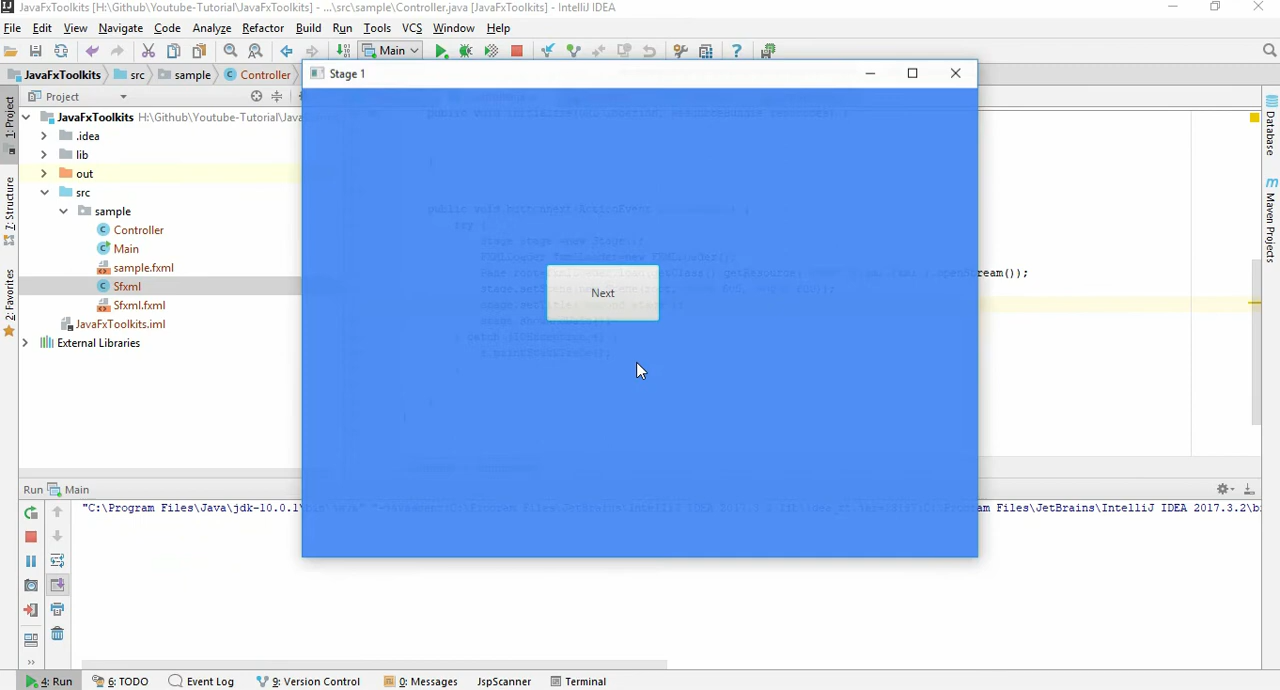 JavaFxToolkits [H:\Github\Youtube-Tutorial\JavaFxToolkits] - ...\src\sample\Controller.java [JavaFxToolkits] - IntelliJ IDEA
File Edit View Navigate Code Analyze Refactor Build Run Tools VCS Window Help
Main
JavaFxToolkits src sample Controller
Stage 1
Project
JavaFxToolkits H:\Github\Youtube-Tutorial\Java
.idea
lib
out
src
sample
Controller
Main
sample.fxml
Sfxml
Sfxml.fxml
JavaFxToolkits.iml
External Libraries
Next
openStream());
1: Project
7: Structure
2: Favorites
Database
Maven Projects
Run Main
"C:\Program Files\Java\jdk-10.0.1\ Files\JetBrains\IntelliJ IDEA 2017.3.2\b
4: Run 6: TODO Event Log 9: Version Control 0: Messages JspScanner Terminal